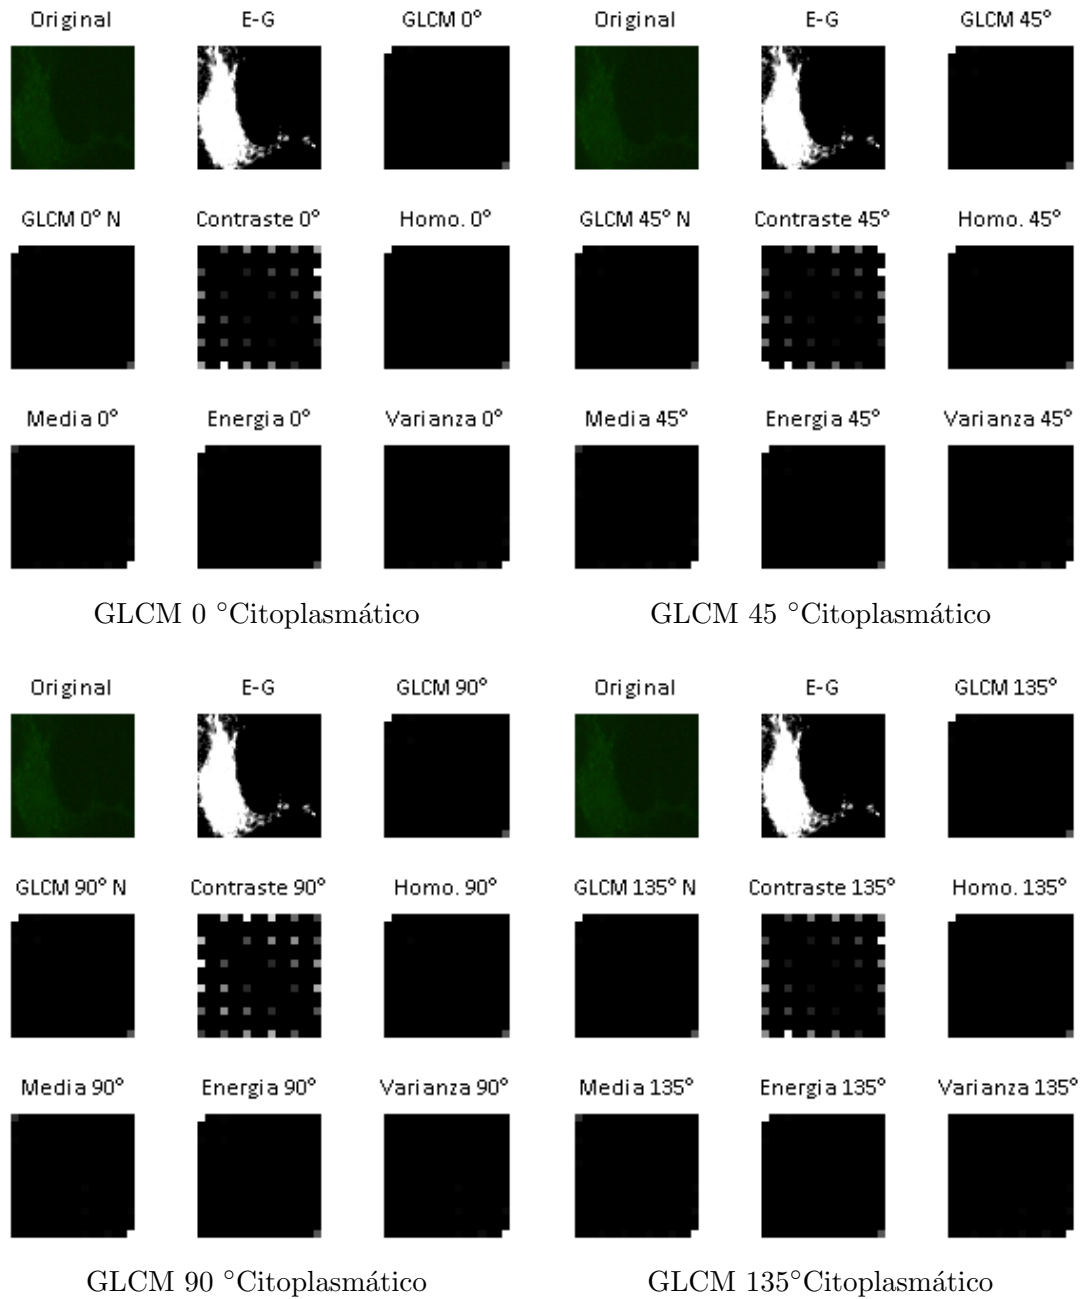 Original E-G GLCM 0°
GLCM 0° N Contraste 0° Homo. 0°
Media 0° Energia 0° Varianza 0°
GLCM 0 °Citoplasmático
Original E-G GLCM 45°
GLCM 45° N Contraste 45° Homo. 45°
Media 45° Energia 45° Varianza 45°
GLCM 45 °Citoplasmático
Original E-G GLCM 90°
GLCM 90° N Contraste 90° Homo. 90°
Media 90° Energia 90° Varianza 90°
GLCM 90 °Citoplasmático
Original E-G GLCM 135°
GLCM 135° N Contraste 135° Homo. 135°
Media 135° Energia 135° Varianza 135°
GLCM 135°Citoplasmático